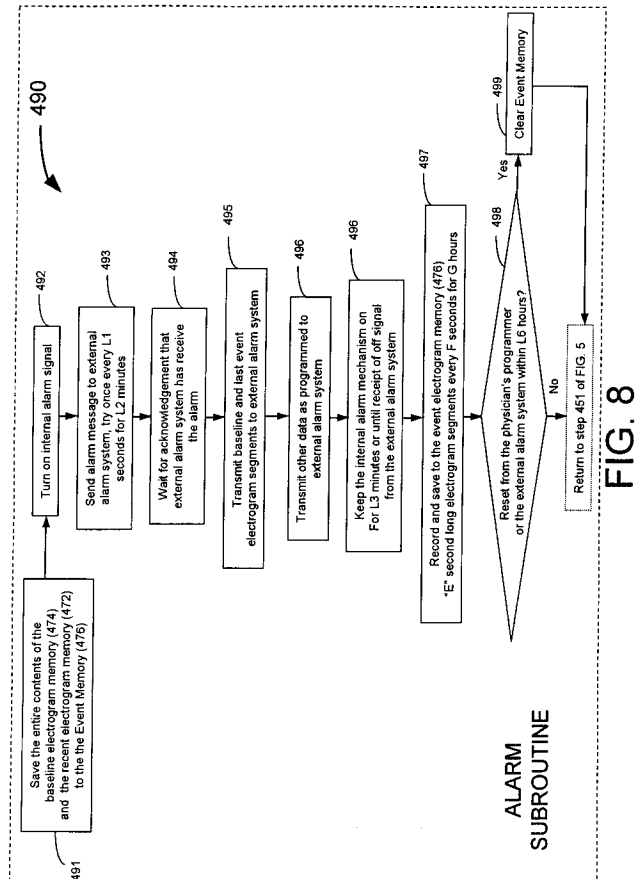 490
491
Save the entire contents of the
baseline electrogram memory (474)
and the recent electrogram memory (472)
to the the Event Memory (476)
492
Turn on internal alarm signal
493
Send alarm message to external
alarm system, try once every L1
seconds for L2 minutes
494
Wait for acknowledgement that
external alarm system has receive
the alarm
495
Transmit baseline and last event
electrogram segments to external alarm system
496
Transmit other data as programmed to
external alarm system
496
Keep the internal alarm mechanism on
For L3 minutes or until receipt of off signal
from the external alarm system
497
Record and save to the event electrogram memory (476)
"E" second long electrogram segments every F seconds for G hours
498
Reset from the physician's programmer
or the external alarm system within L6 hours?
Yes
499
Clear Event Memory
No
Return to step 451 of FIG. 5
ALARM
SUBROUTINE
FIG. 8